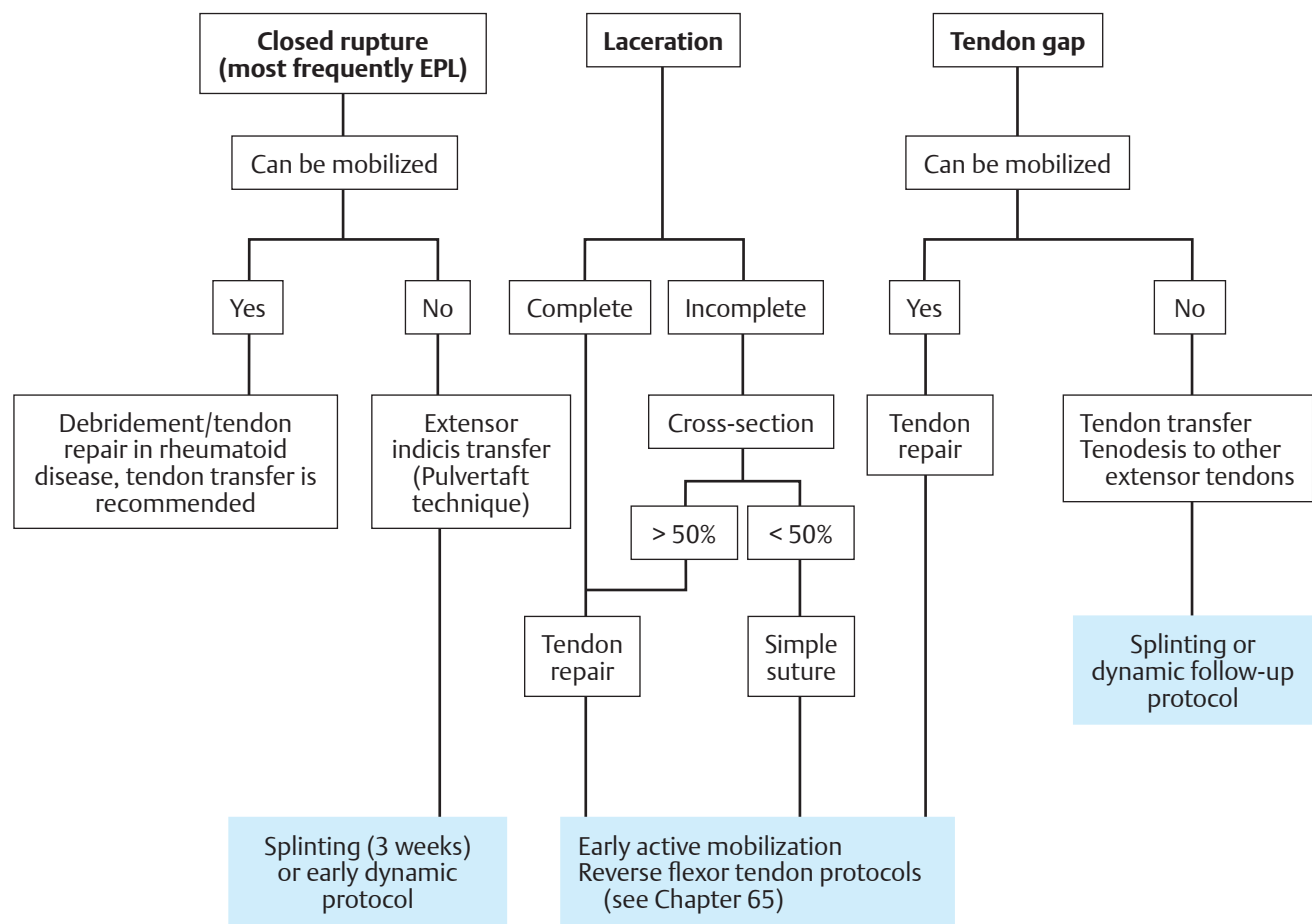 Closed rupture
(most frequently EPL)
Laceration
Tendon gap
Can be mobilized
Can be mobilized
Yes
No
Complete
Incomplete
Yes
No
Debridement/tendon
repair in rheumatoid
disease, tendon transfer is
recommended
Extensor
indicis transfer
(Pulvertaft
technique)
Cross-section
Tendon
repair
Tendon transfer
Tenodesis to other
extensor tendons
> 50%
< 50%
Tendon
repair
Simple
suture
Splinting or
dynamic follow-up
protocol
Splinting (3 weeks)
or early dynamic
protocol
Early active mobilization
Reverse flexor tendon protocols
(see Chapter 65)